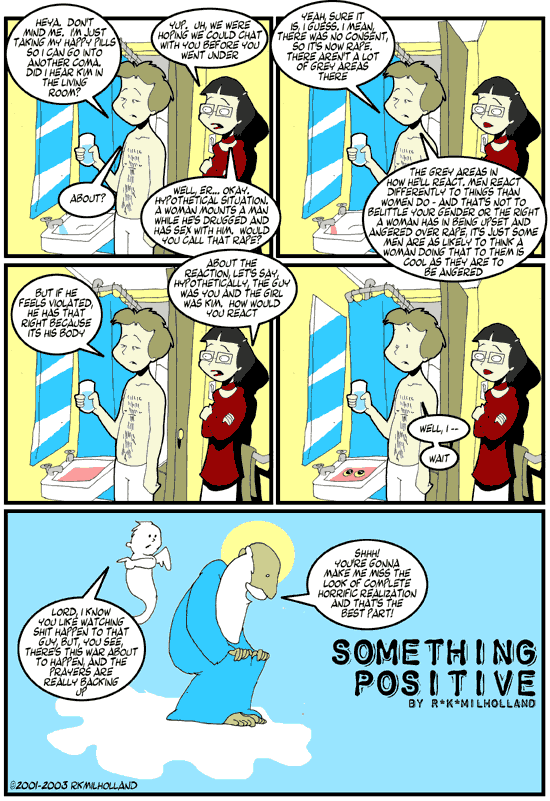 HEYA. DON'T
MIND ME. I'M JUST
TAKING MY HAPPY PILLS
SO I CAN GO INTO
ANOTHER COMA.
DID I HEAR KIM IN
THE LIVING
ROOM?
YUP. UH, WE WERE
HOPING WE COULD CHAT
WITH YOU BEFORE YOU
WENT UNDER
ABOUT?
WELL, ER... OKAY.
HYPOTHETICAL SITUATION.
A WOMAN MOUNTS A MAN
WHILE HE'S DRUGGED AND
HAS SEX WITH HIM. WOULD
YOU CALL THAT RAPE?
YEAH, SURE IT
IS. I GUESS, I MEAN,
THERE WAS NO CONSENT,
SO IT'S NOW RAPE.
THERE AREN'T A LOT
OF GREY AREAS
THERE
THE GREY AREAS IN
HOW HE'LL REACT. MEN REACT
DIFFERENTLY TO THINGS THAN
WOMEN DO - AND THAT'S NOT TO
BELITTLE YOUR GENDER OR THE RIGHT
A WOMAN HAS IN BEING UPSET AND
ANGERED OVER RAPE, IT'S JUST SOME
MEN ARE AS LIKELY TO THINK A
WOMAN DOING THAT TO THEM IS
COOL AS THEY ARE TO
BE ANGERED
BUT IF HE
FEELS VIOLATED,
HE HAS THAT
RIGHT BECAUSE
ITS HIS BODY
ABOUT THE
REACTION, LET'S SAY,
HYPOTHETICALLY, THE GUY
WAS YOU AND THE GIRL
WAS KIM. HOW WOULD
YOU REACT
WELL, I --
WAIT
LORD, I KNOW
YOU LIKE WATCHING
SHIT HAPPEN TO THAT
GUY, BUT, YOU SEE,
THERE'S THIS WAR ABOUT
TO HAPPEN, AND THE
PRAYERS ARE
REALLY BACKING
UP
SHHH!
YOU'RE GONNA
MAKE ME MISS THE
LOOK OF COMPLETE
HORRIFIC REALIZATION
AND THAT'S THE
BEST PART!
SOMETHING
POSITIVE
BY R*K*MILHOLLAND
©2001-2003 RKMILHOLLAND